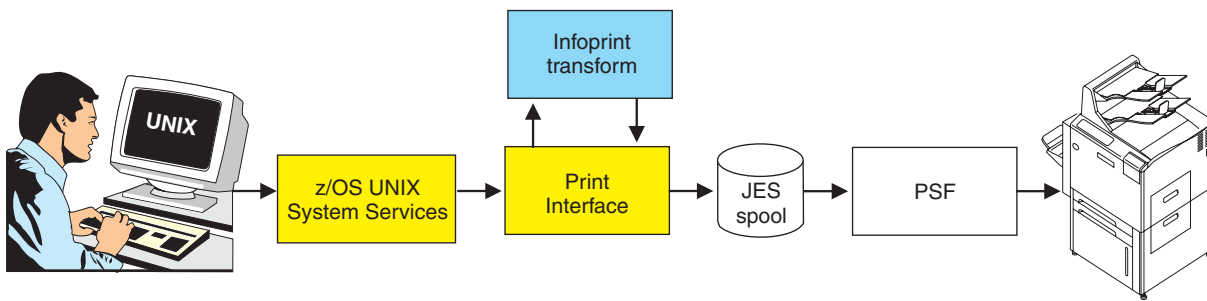 UNIX
z/OS UNIX
System Services
Infoprint
transform
Print
Interface
JES
spool
PSF